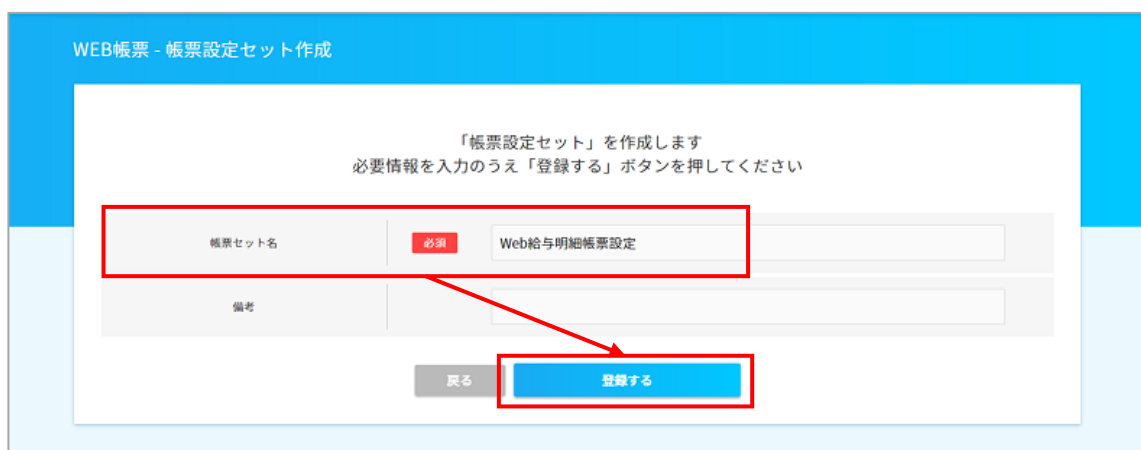 WEB帳票 - 帳票設定セット作成
「帳票設定セット」を作成します
必要情報を入力のうえ「登録する」ボタンを押してください
帳票セット名 必須 Web給与明細帳票設定
備考
戻る 登録する